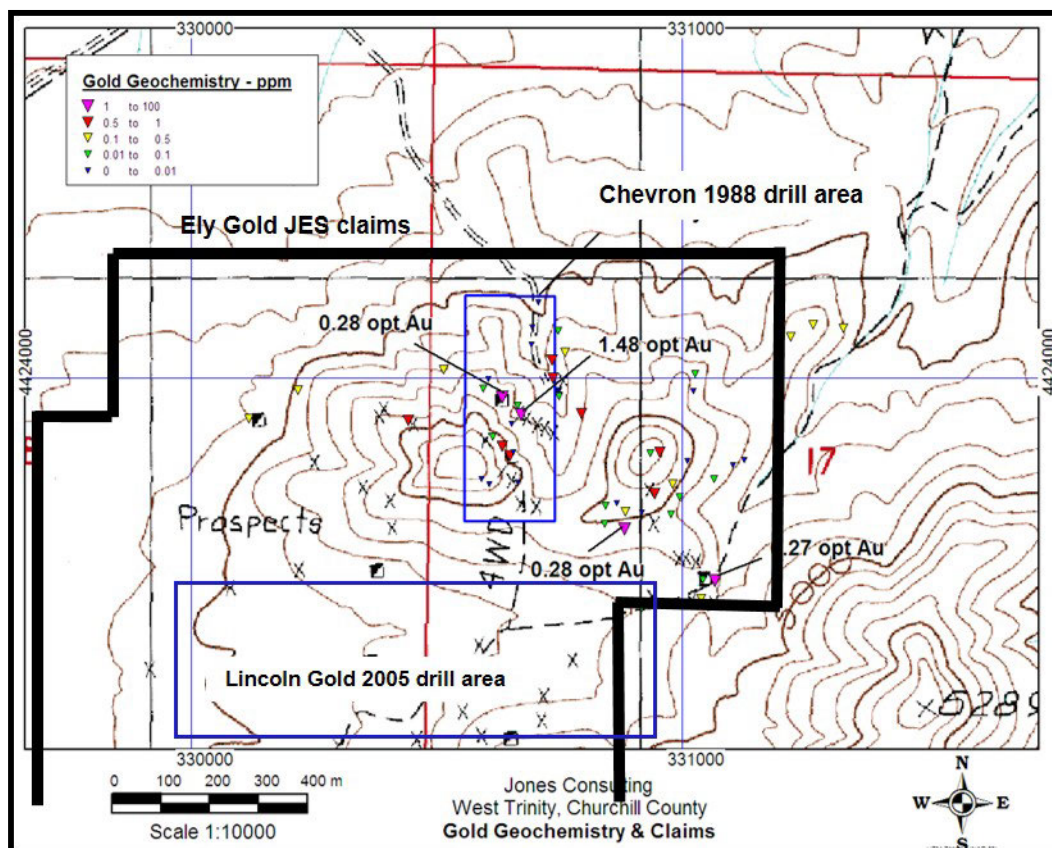 330000
331000
Gold Geochemistry - ppm
1 to 100
0.5 to 1
0.1 to 0.5
0.01 to 0.1
0 to 0.01
Chevron 1988 drill area
Ely Gold JES claims
0.28 opt Au
1.48 opt Au
4424000
4424000
17
Prospects
4WD
0.28 opt Au
.27 opt Au
Lincoln Gold 2005 drill area
5289
330000
331000
0 100 200 300 400 m
Scale 1:10000
Jones Consulting
West Trinity, Churchill County
Gold Geochemistry & Claims
N
W
E
S